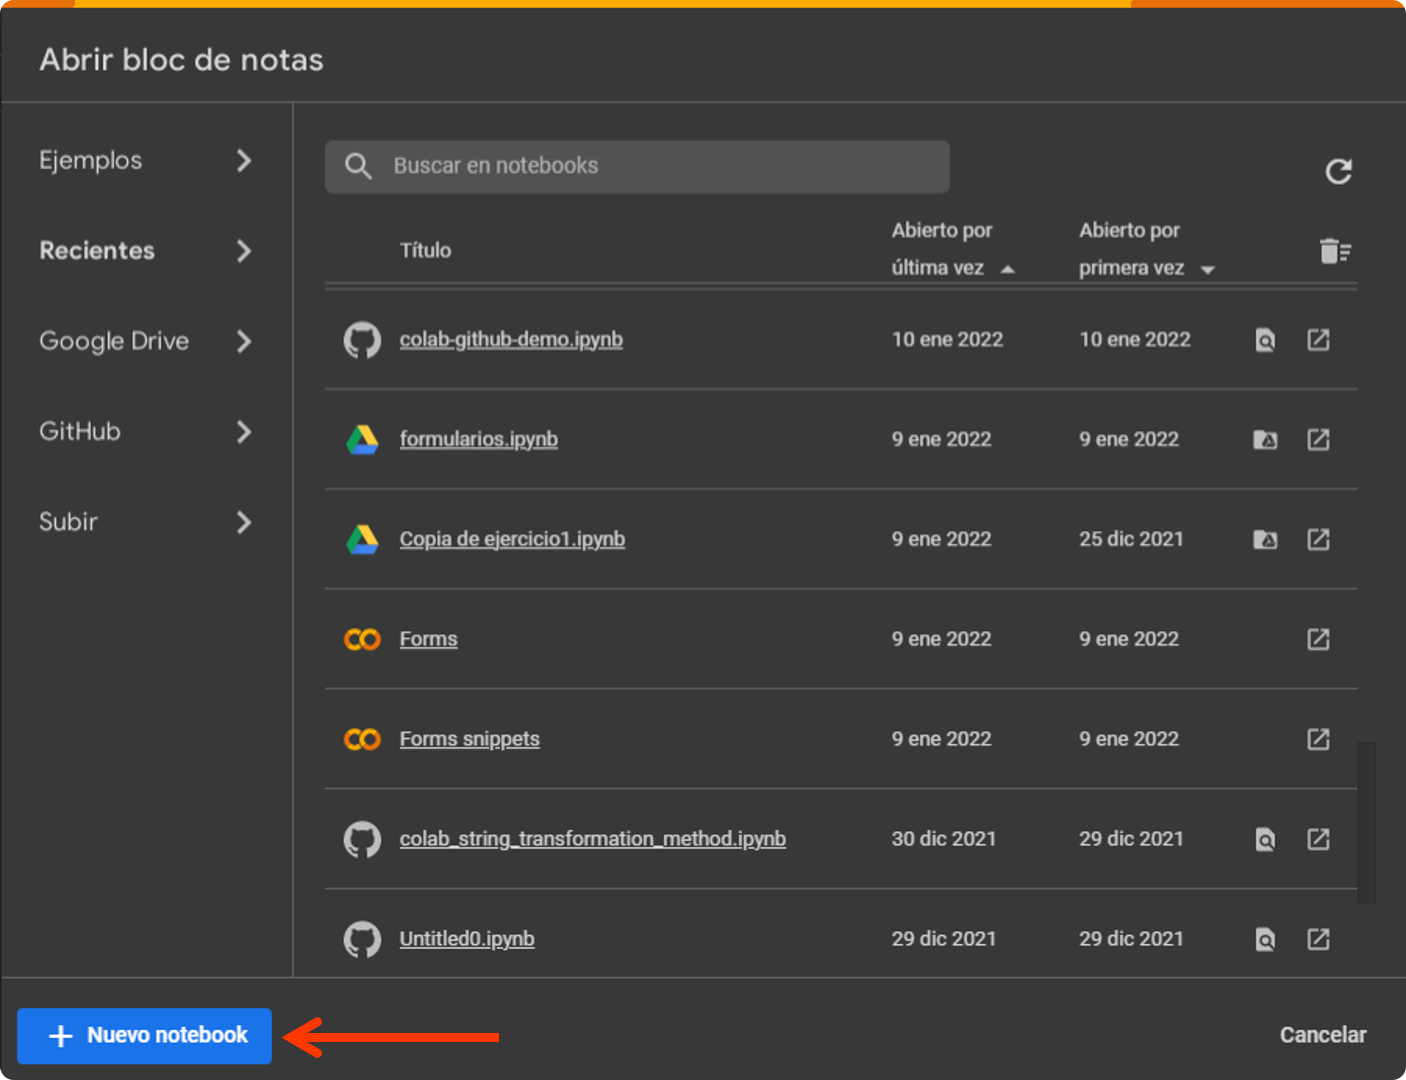 Abrir bloc de notas
Ejemplos
Recientes
Google Drive
GitHub
Subir
Buscar en notebooks
Título
Abierto por
última vez
Abierto por
primera vez
colab-github-demo.ipynb 10 ene 2022 10 ene 2022
formularios.ipynb 9 ene 2022 9 ene 2022
Copia de ejercicio1.ipynb 9 ene 2022 25 dic 2021
Forms 9 ene 2022 9 ene 2022
Forms snippets 9 ene 2022 9 ene 2022
colab_string_transformation_method.ipynb 30 dic 2021 29 dic 2021
Untitled0.ipynb 29 dic 2021 29 dic 2021
Nuevo notebook
Cancelar